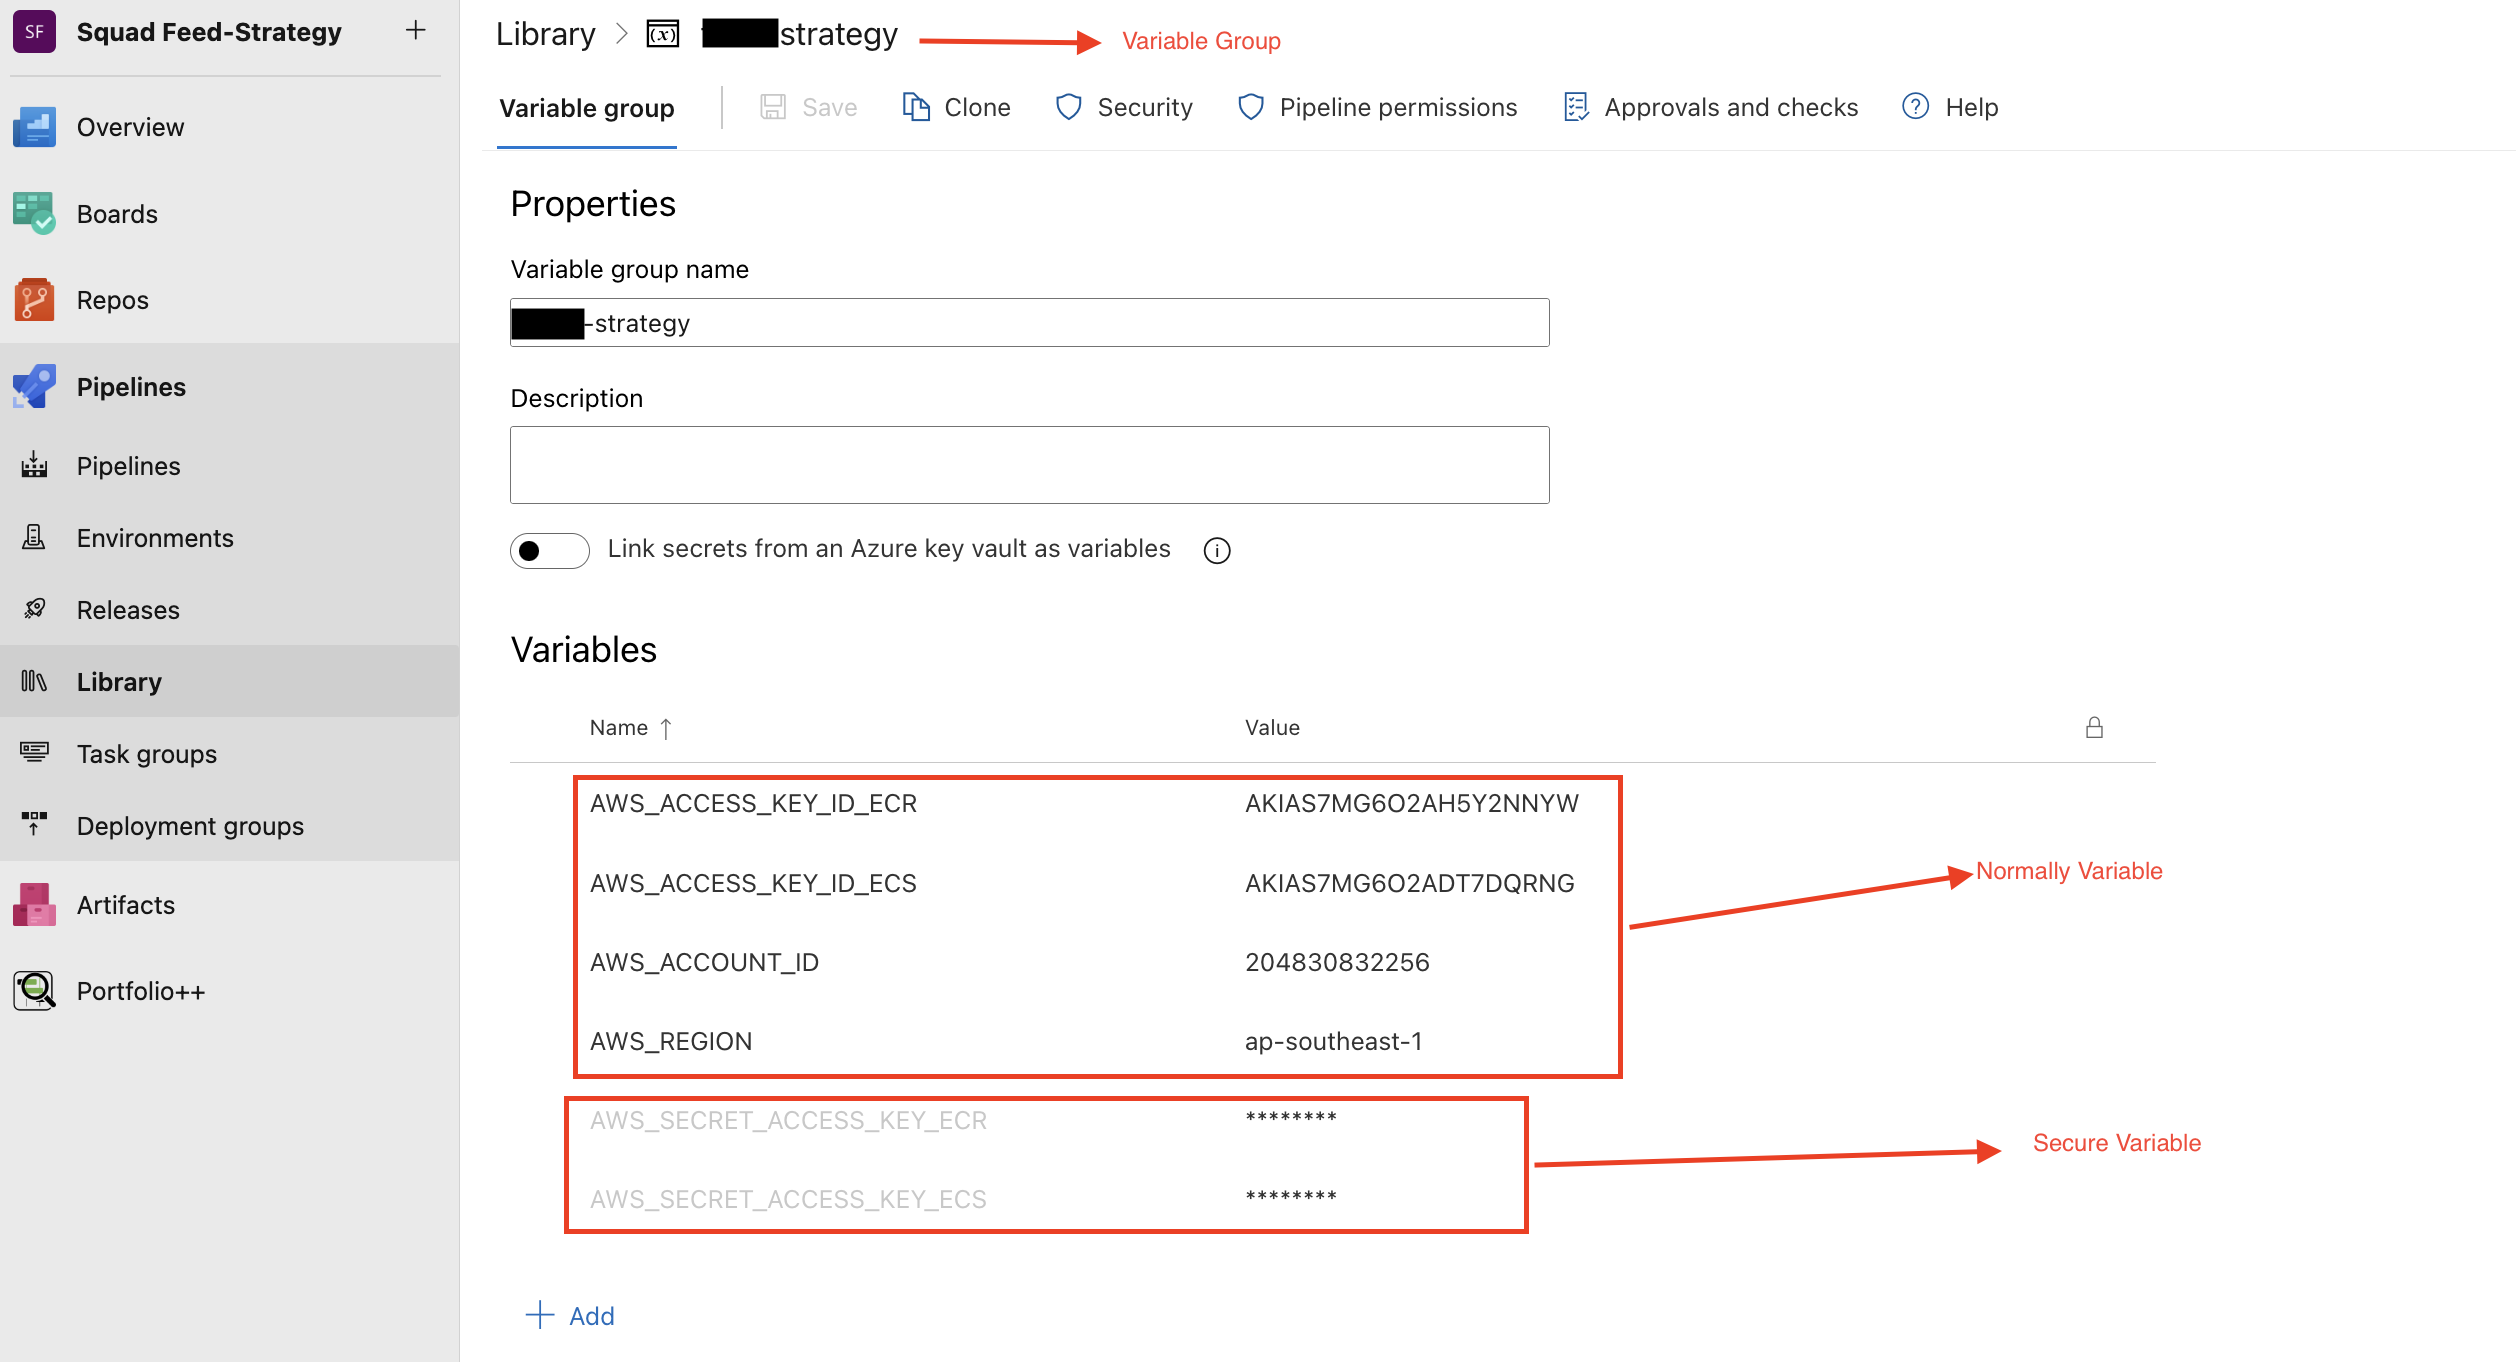 SF Squad Feed-Strategy +
Overview
Boards
Repos
Pipelines
Pipelines
Environments
Releases
Library
Task groups
Deployment groups
Artifacts
Portfolio++
Library > (x) strategy Variable Group
Variable group Save Clone Security Pipeline permissions Approvals and checks ? Help
Properties
Variable group name
-strategy
Description
Link secrets from an Azure key vault as variables i
Variables
Name ↑ Value
AWS_ACCESS_KEY_ID_ECR AKIAS7MG6O2AH5Y2NNYW
AWS_ACCESS_KEY_ID_ECS AKIAS7MG6O2ADT7DQRNG
Normally Variable
AWS_ACCOUNT_ID 204830832256
AWS_REGION ap-southeast-1
AWS_SECRET_ACCESS_KEY_ECR ********
Secure Variable
AWS_SECRET_ACCESS_KEY_ECS ********
+ Add